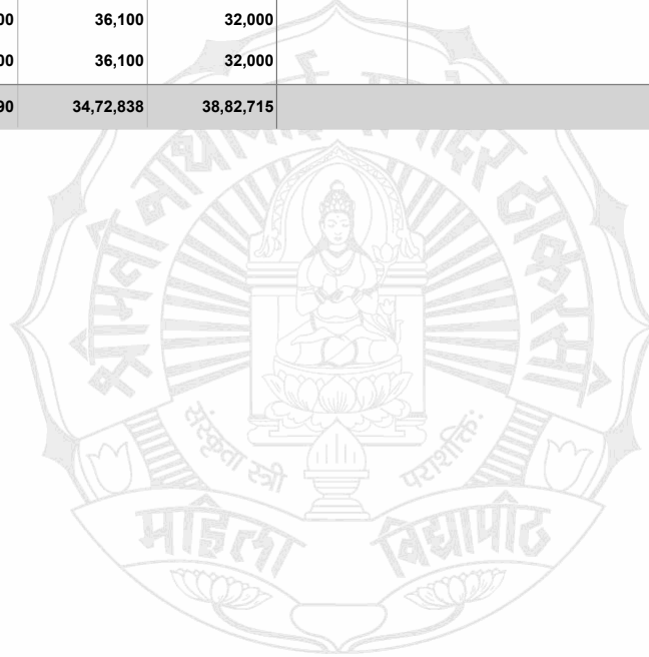 00 36,100 32,000
00 36,100 32,000
90 34,72,838 38,82,715
श्रीमती नाथीबाई दामोदर ठाकरसी
संस्कृता स्त्री पराशक्ति:
महिला विद्यापीठ